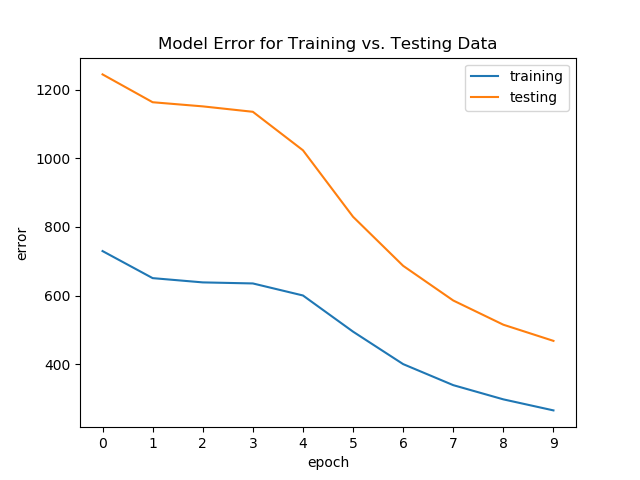 Model Error for Training vs. Testing Data
training
testing
1200
1000
800
600
400
error
0 1 2 3 4 5 6 7 8 9
epoch